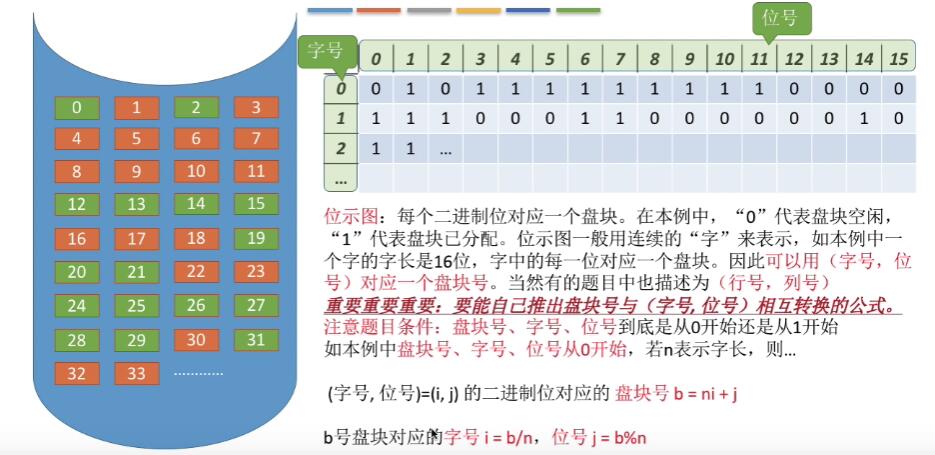 0 1 2 3
4 5 6 7
8 9 10 11
12 13 14 15
16 17 18 19
20 21 22 23
24 25 26 27
28 29 30 31
32 33 …………
位号
字号
0 1 2 3 4 5 6 7 8 9 10 11 12 13 14 15
0 0 1 0 1 1 1 1 1 1 1 1 1 0 0 0 0
1 1 1 1 0 0 0 1 1 0 0 0 0 0 0 1 0
2 1 1 ...
...
位示图：每个二进制位对应一个盘块。在本例中，“0”代表盘块空闲，
“1”代表盘块已分配。位示图一般用连续的“字”来表示，如本例中一
个字的字长是16位，字中的每一位对应一个盘块。因此可以用（字号，位
号）对应一个盘块号。当然有的题目中也描述为（行号，列号）
重要重要重要：要能自己推出盘块号与（字号, 位号）相互转换的公式。
注意题目条件：盘块号、字号、位号到底是从0开始还是从1开始
如本例中盘块号、字号、位号从0开始，若n表示字长，则...
(字号, 位号)=(i, j) 的二进制位对应的 盘块号 b = ni + j
b号盘块对应的字号 i = b/n，位号 j = b%n